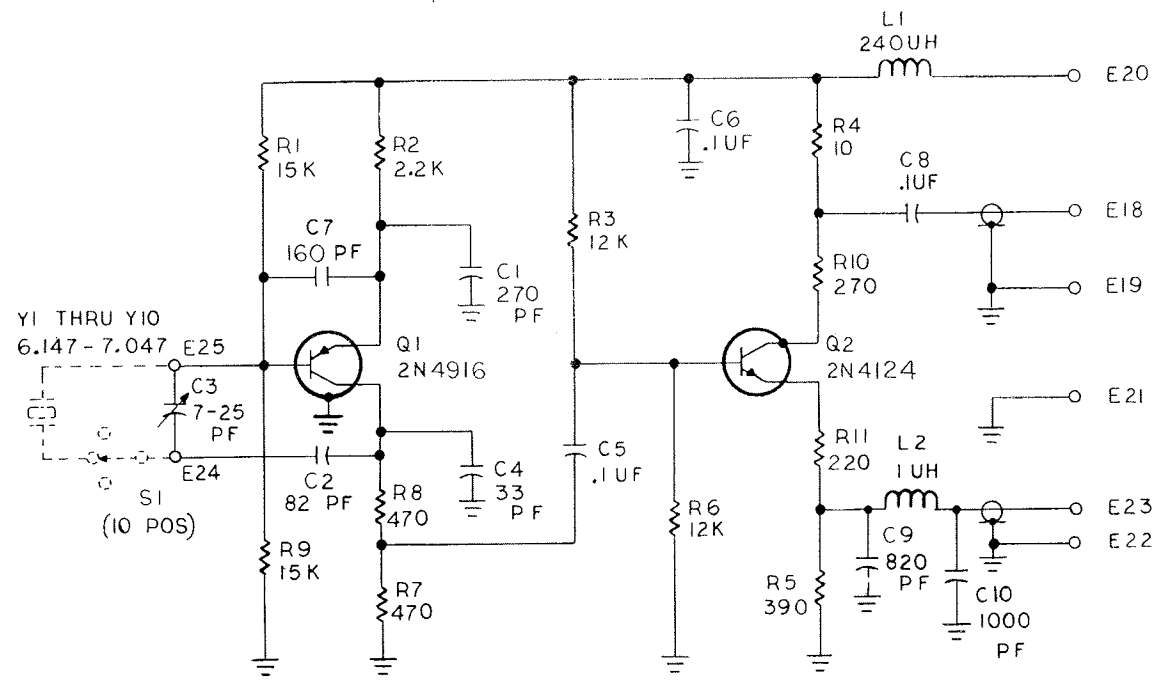 L1
240UH
E20
R1
15K
R2
2.2K
C6
.1UF
R4
10
C8
.1UF
E18
C7
160 PF
R3
12K
C1
270
PF
R10
270
E19
Y1 THRU Y10
6.147-7.047
E25
Q1
2N4916
Q2
2N4124
C3
7-25
PF
E21
E24
C2
82 PF
C4
33
PF
C5
.1UF
R11
220
L2
1UH
S1
(10 POS)
R8
470
R6
12K
E23
E22
R9
15K
R7
470
R5
390
C9
820
PF
C10
1000
PF